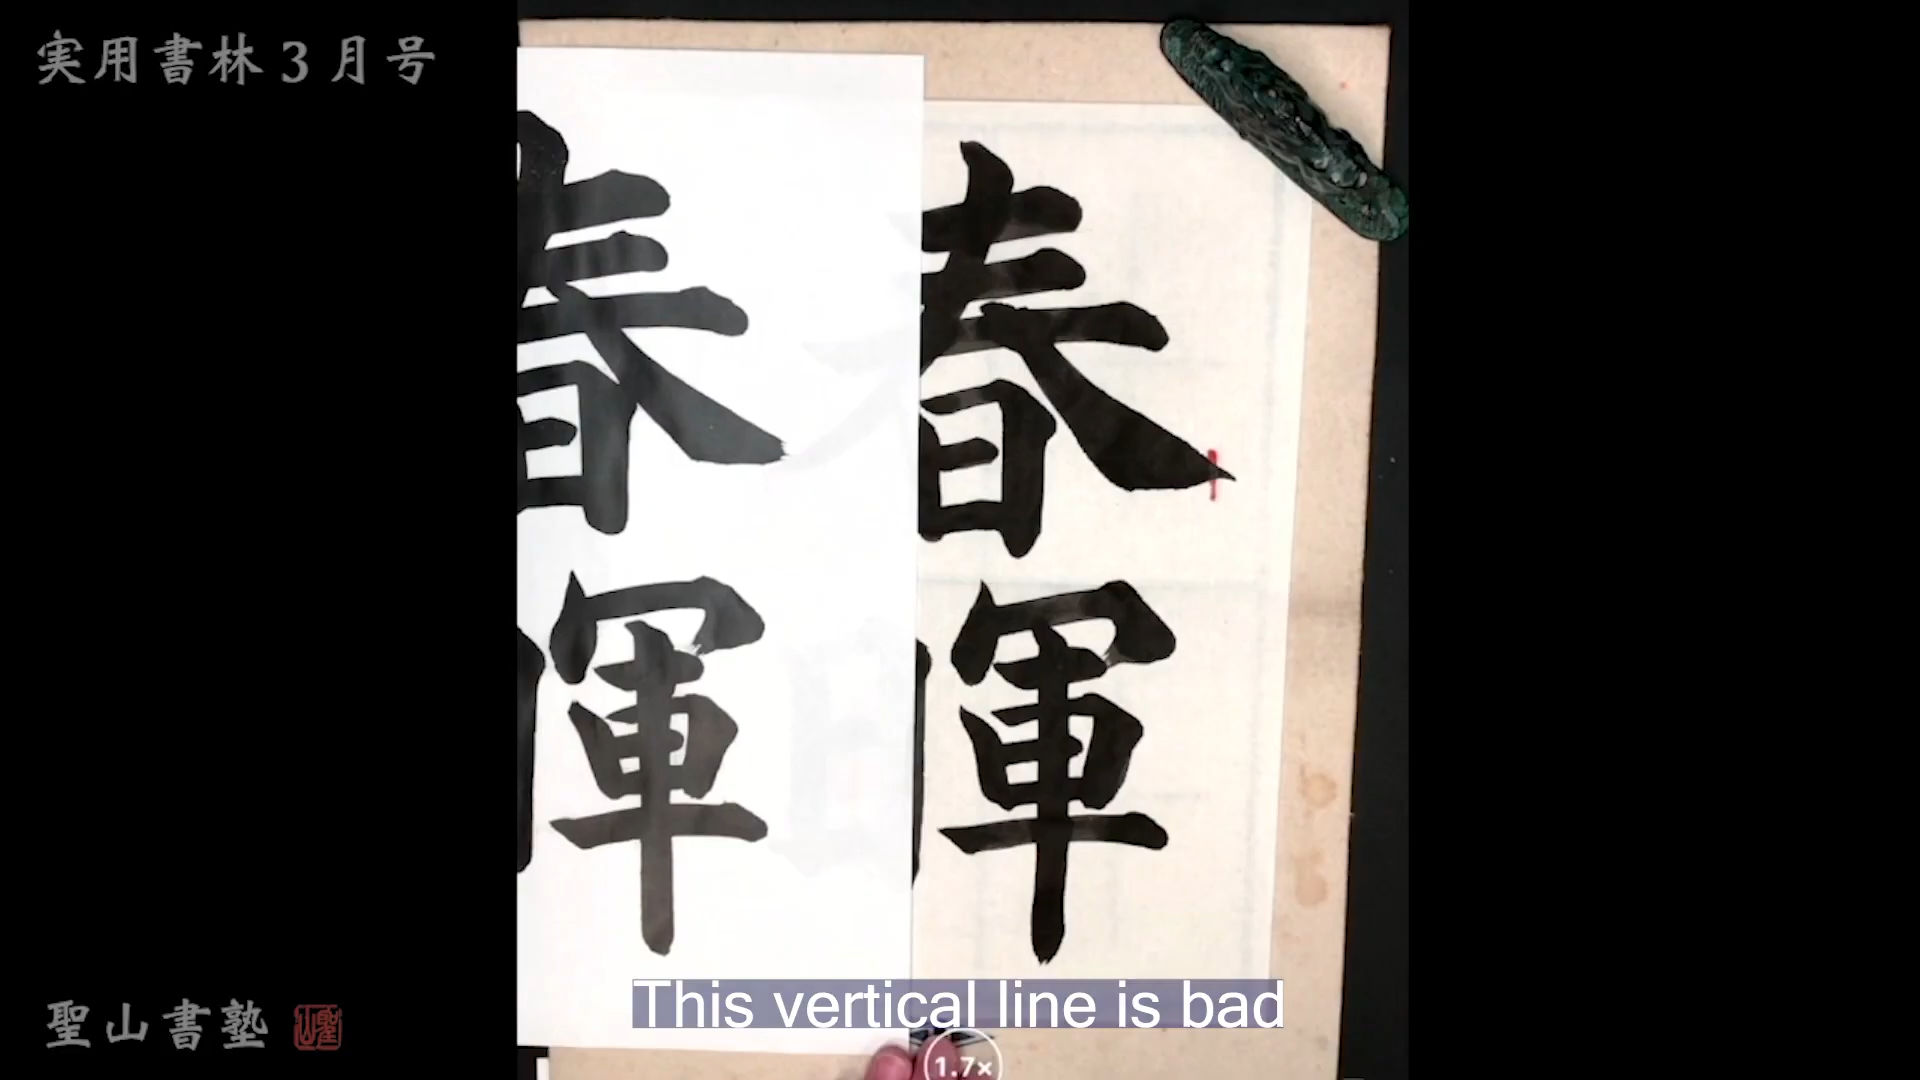 実用書林3月号
春
暉
春
暉
聖山書塾
This vertical line is bad
1.7×